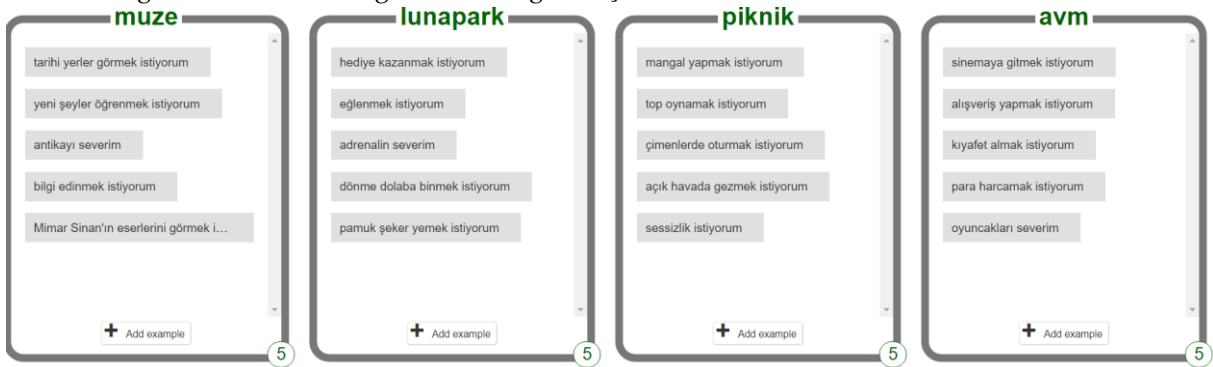 muze
tarihi yerler görmek istiyorum
yeni şeyler öğrenmek istiyorum
antikayı severim
bilgi edinmek istiyorum
Mimar Sinan'ın eserlerini görmek i...
Add example
5
lunapark
hediye kazanmak istiyorum
eğlenmek istiyorum
adrenalin severim
dönme dolaba binmek istiyorum
pamuk şeker yemek istiyorum
Add example
5
piknik
mangal yapmak istiyorum
top oynamak istiyorum
çimenlerde oturmak istiyorum
açık havada gezmek istiyorum
sessizlik istiyorum
Add example
5
avm
sinemaya gitmek istiyorum
alışveriş yapmak istiyorum
kıyafet almak istiyorum
para harcamak istiyorum
oyuncakları severim
Add example
5